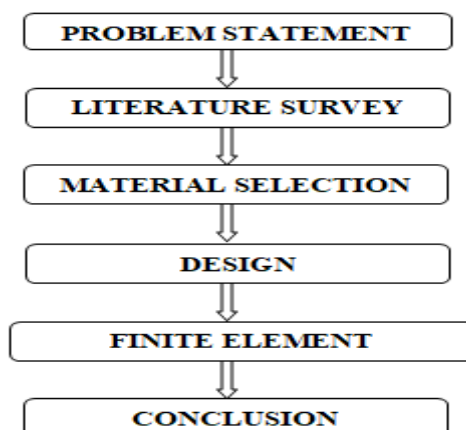 PROBLEM STATEMENT
LITERATURE SURVEY
MATERIAL SELECTION
DESIGN
FINITE ELEMENT
CONCLUSION